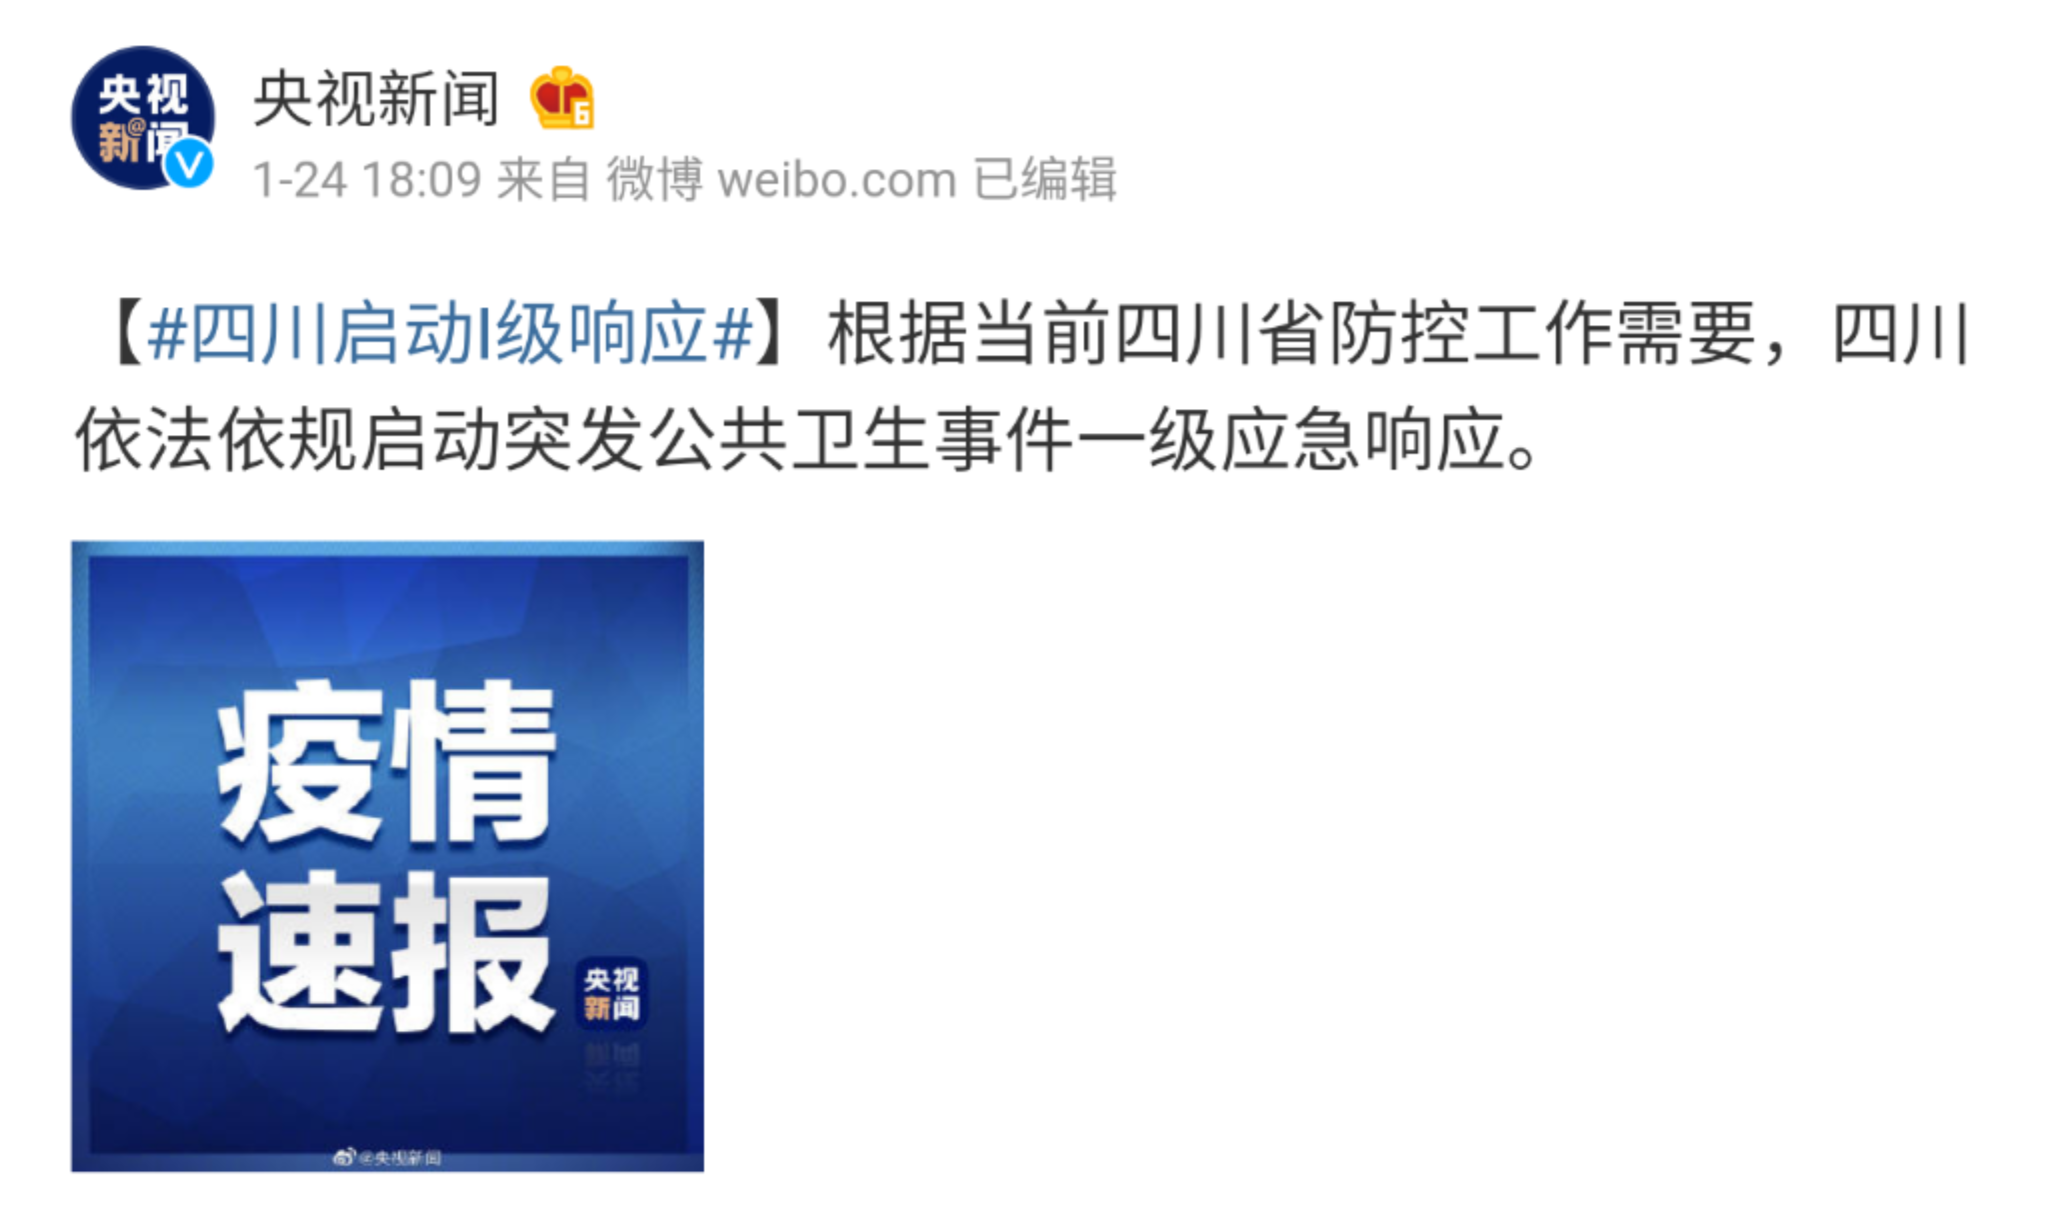 央视
新@闻
V
央视新闻 6
1-24 18:09 来自 微博 weibo.com 已编辑
【#四川启动I级响应#】 根据当前四川省防控工作需要，四川
依法依规启动突发公共卫生事件一级应急响应。
疫情
速报
央视
新闻
@央视新闻